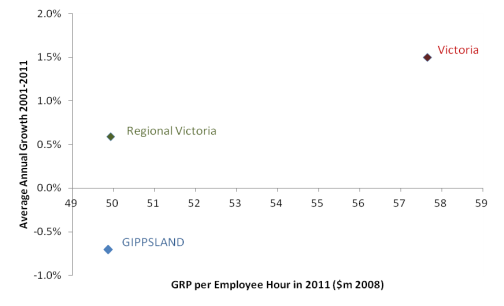 2.0%
Victoria
1.5%
1.0%
Regional Victoria
0.5%
0.0%
49 50 51 52 53 54 55 56 57 58 59
-0.5%
GIPPSLAND
-1.0%
Average Annual Growth 2001-2011
GRP per Employee Hour in 2011 ($m 2008)